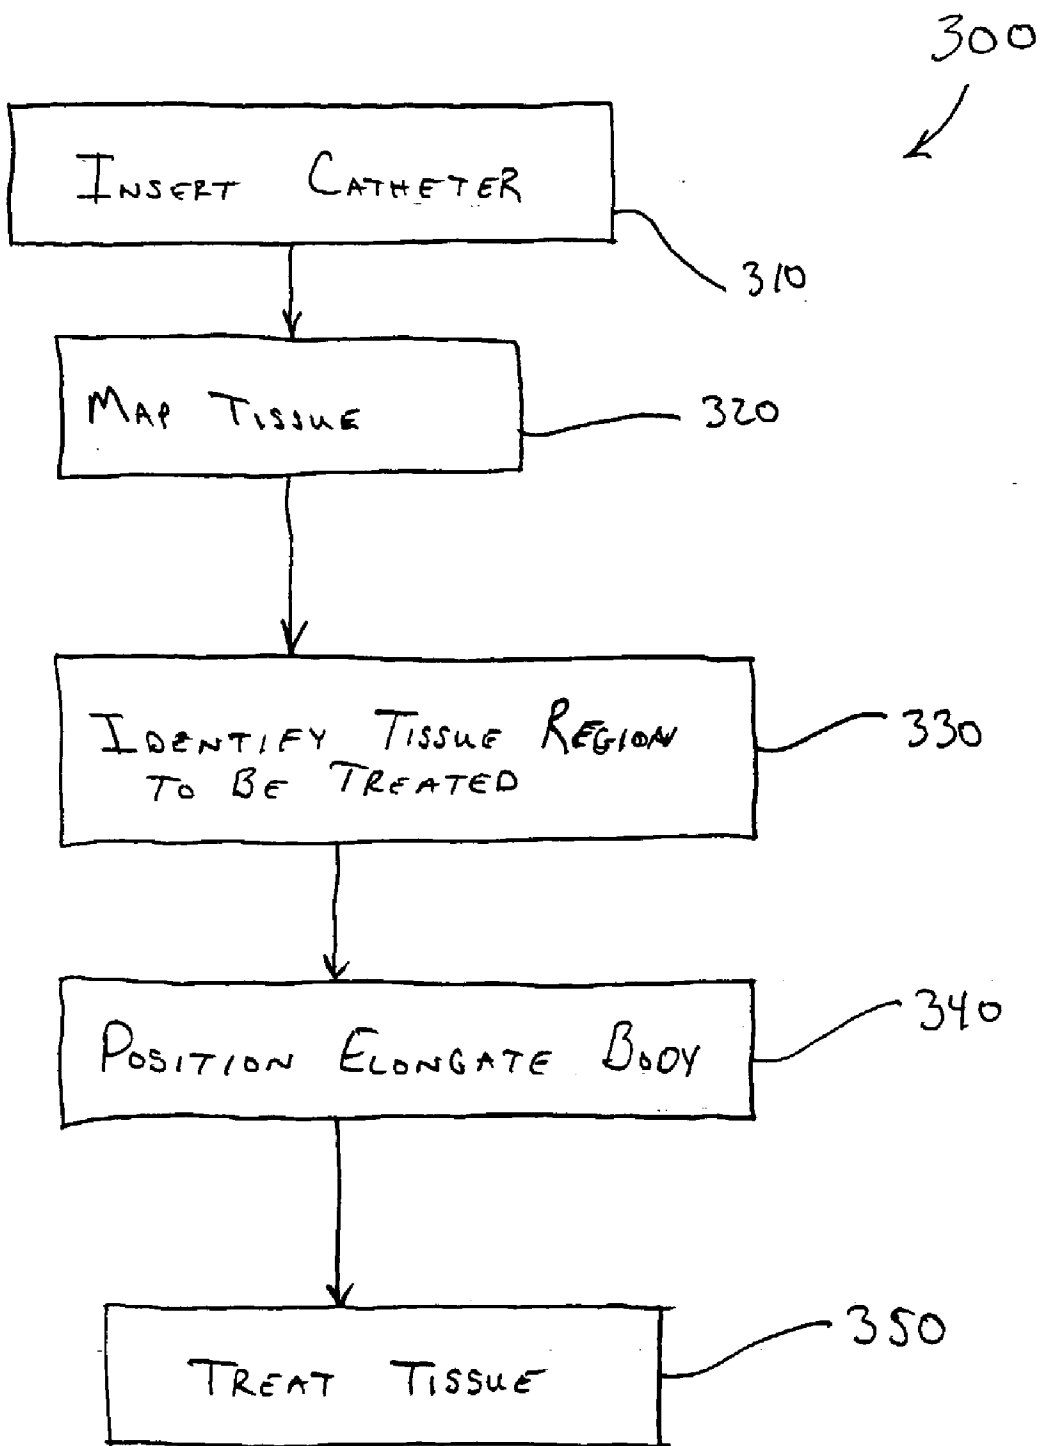 300
INSERT CATHETER
310
MAP TISSUE
320
IDENTIFY TISSUE REGION
TO BE TREATED
330
POSITION ELONGATE BODY
340
TREAT TISSUE
350